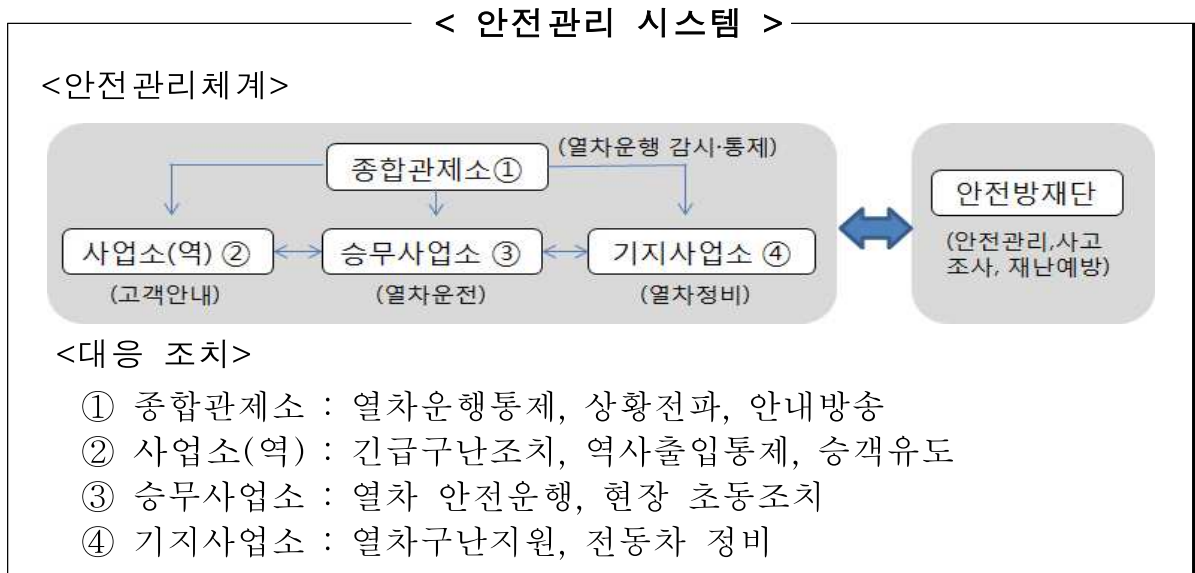 < 안전관리 시스템 >
<안전관리체계>
종합관제소①
(열차운행 감시·통제)
사업소(역) ②
승무사업소 ③
기지사업소 ④
(고객안내)
(열차운전)
(열차정비)
안전방재단
(안전관리,사고
조사, 재난예방)
<대응 조치>
① 종합관제소 : 열차운행통제, 상황전파, 안내방송
② 사업소(역) : 긴급구난조치, 역사출입통제, 승객유도
③ 승무사업소 : 열차 안전운행, 현장 초동조치
④ 기지사업소 : 열차구난지원, 전동차 정비